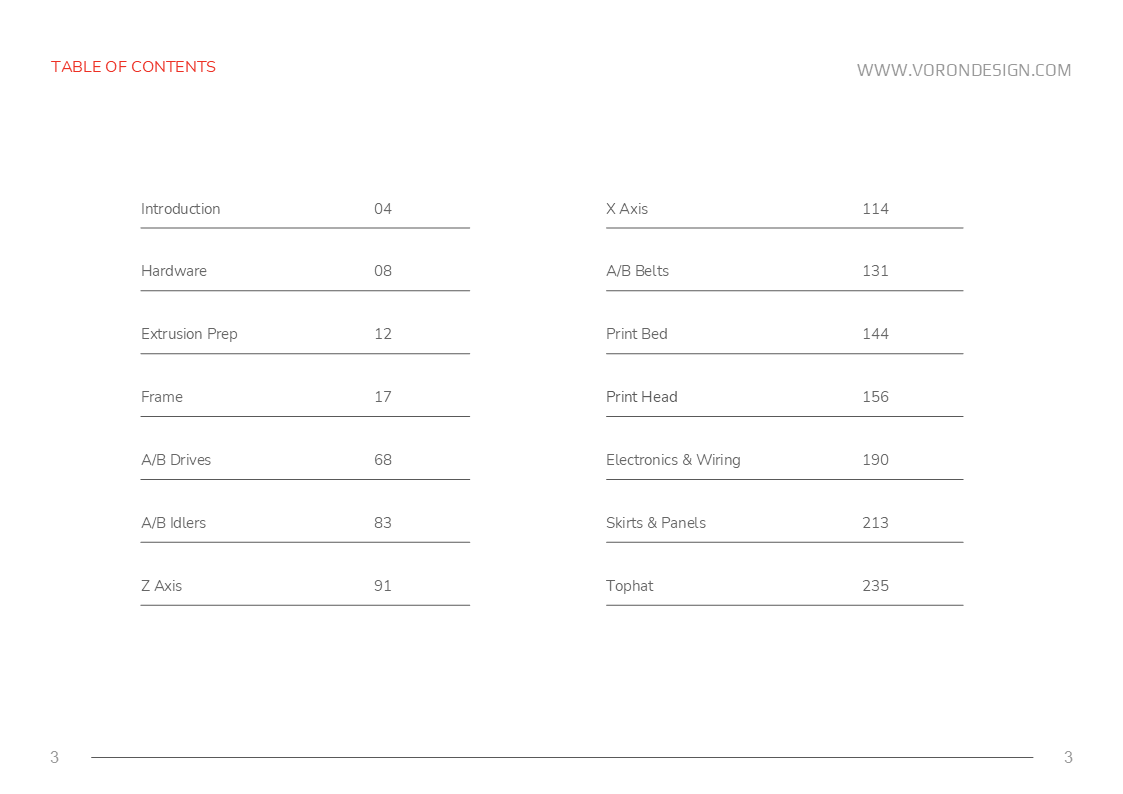 TABLE OF CONTENTS
WWW.VORONDESIGN.COM
Introduction 04
Hardware 08
Extrusion Prep 12
Frame 17
A/B Drives 68
A/B Idlers 83
Z Axis 91
X Axis 114
A/B Belts 131
Print Bed 144
Print Head 156
Electronics & Wiring 190
Skirts & Panels 213
Tophat 235
3 3